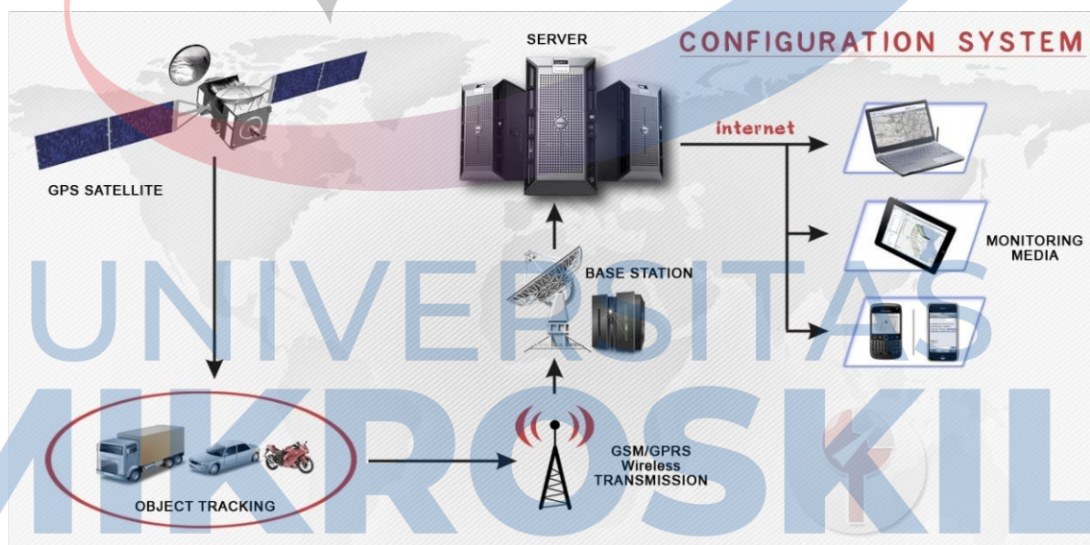 SERVER
CONFIGURATION SYSTEM
internet
GPS SATELLITE
MONITORING
MEDIA
BASE STATION
UNIVERSITAS
MIKROSKIL
GSM/GPRS
Wireless
TRANSMISSION
OBJECT TRACKING